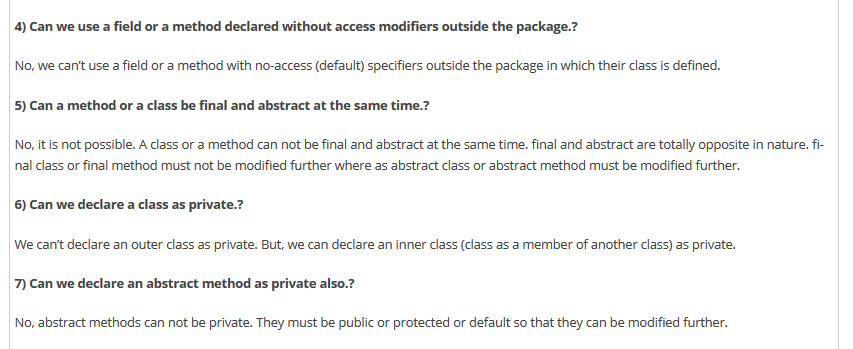 4) Can we use a field or a method declared without access modifiers outside the package.?
No, we can't use a field or a method with no-access (default) specifiers outside the package in which their class is defined.
5) Can a method or a class be final and abstract at the same time.?
No, it is not possible. A class or a method can not be final and abstract at the same time. final and abstract are totally opposite in nature. fi-
nal class or final method must not be modified further where as abstract class or abstract method must be modified further.
6) Can we declare a class as private.?
We can't declare an outer class as private. But, we can declare an inner class (class as a member of another class) as private.
7) Can we declare an abstract method as private also.?
No, abstract methods can not be private. They must be public or protected or default so that they can be modified further.